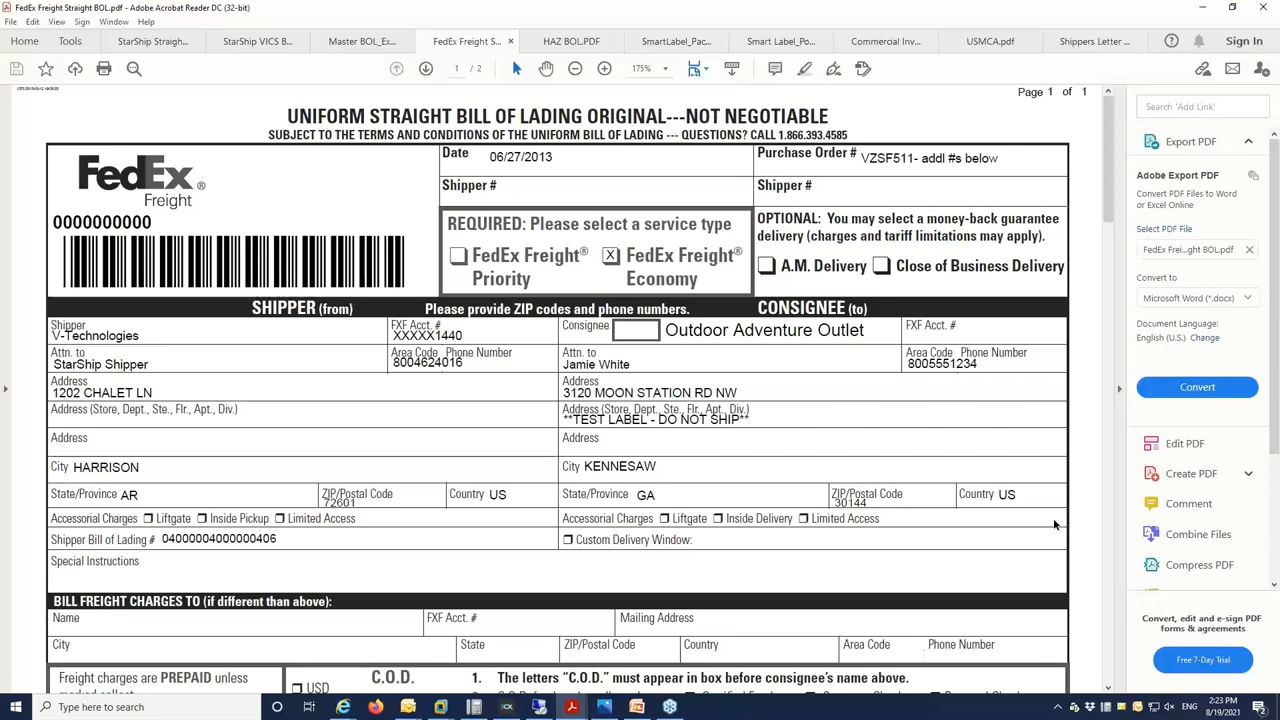 FedEx Freight Straight BOL.pdf - Adobe Acrobat Reader DC (32-bit)
File Edit View Sign Window Help
Home Tools StarShip Straigh... StarShip VICS B... Master BOL_Ex... FedEx Freight S... × HAZ BOL.PDF SmartLabel_Pac... Smart Label_Po... Commercial Inv... USMCA.pdf Shippers Letter ... Sign In
1 / 2 175%
Page 1 of 1
UNIFORM STRAIGHT BILL OF LADING ORIGINAL---NOT NEGOTIABLE
SUBJECT TO THE TERMS AND CONDITIONS OF THE UNIFORM BILL OF LADING --- QUESTIONS? CALL 1.866.393.4585
FedEx®
Freight
0000000000
Date 06/27/2013
Purchase Order # VZSF511- addl #s below
Shipper #
Shipper #
REQUIRED: Please select a service type
FedEx Freight® Priority
X FedEx Freight® Economy
OPTIONAL: You may select a money-back guarantee
delivery (charges and tariff limitations may apply).
A.M. Delivery Close of Business Delivery
SHIPPER (from) Please provide ZIP codes and phone numbers. CONSIGNEE (to)
Shipper FXF Acct. # Consignee Outdoor Adventure Outlet FXF Acct. #
V-Technologies XXXXX1440
Attn. to Area Code Phone Number Attn. to Area Code Phone Number
StarShip Shipper 8004624016 Jamie White 8005551234
Address Address
1202 CHALET LN 3120 MOON STATION RD NW
Address (Store, Dept., Ste., Flr., Apt., Div.) Address (Store, Dept., Ste., Flr., Apt., Div.)
**TEST LABEL - DO NOT SHIP**
Address Address
City HARRISON City KENNESAW
State/Province AR ZIP/Postal Code 72601 Country US State/Province GA ZIP/Postal Code 30144 Country US
Accessorial Charges Liftgate Inside Pickup Limited Access Accessorial Charges Liftgate Inside Delivery Limited Access
Shipper Bill of Lading # 04000004000000406 Custom Delivery Window:
Special Instructions
BILL FREIGHT CHARGES TO (if different than above):
Name FXF Acct. # Mailing Address
City State ZIP/Postal Code Country Area Code Phone Number
Freight charges are PREPAID unless
C.O.D.
USD
1. The letters “C.O.D.” must appear in box before consignee’s name above.
Search 'Add Link'
Export PDF
Adobe Export PDF
Convert PDF Files to Word
or Excel Online
Select PDF File
FedEx Frei...ght BOL.pdf
Convert to
Microsoft Word (*.docx)
Document Language:
English (U.S.) Change
Convert
Edit PDF
Create PDF
Comment
Combine Files
Compress PDF
Convert, edit and e-sign PDF
forms & agreements
Free 7-Day Trial
Type here to search
ENG
2:23 PM
8/19/2021